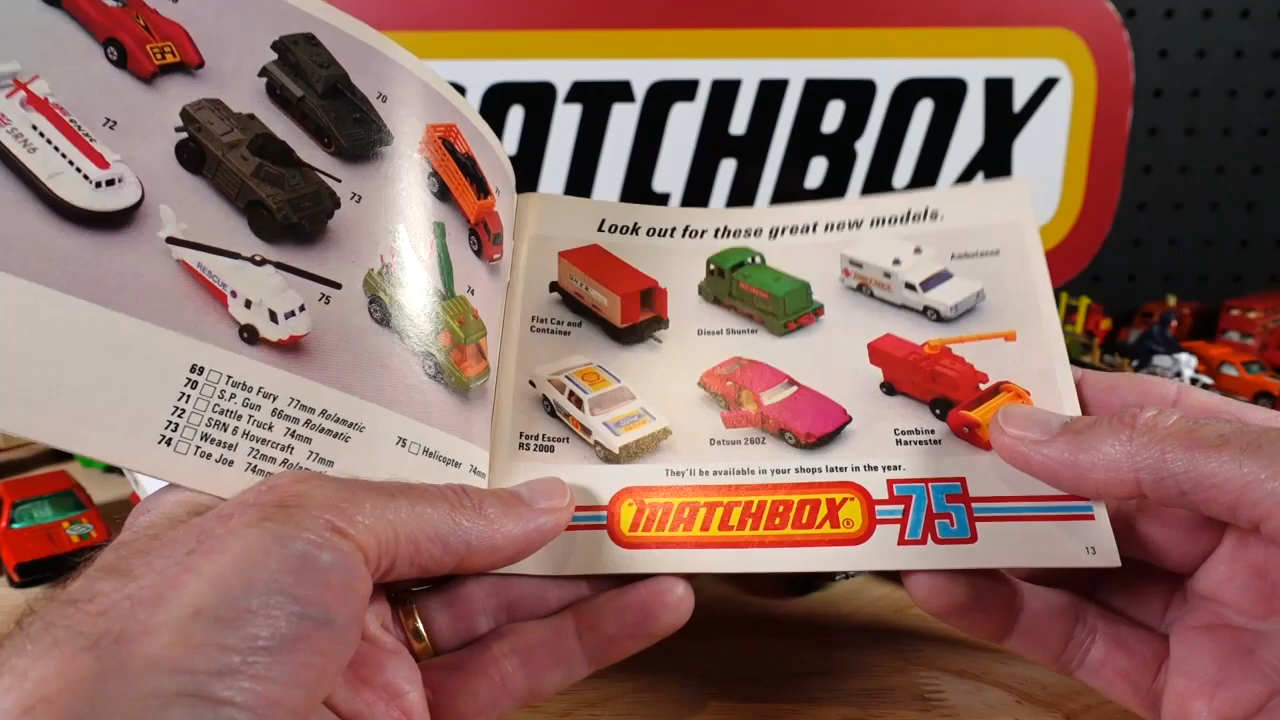 MATCHBOX
72
SRN6
70
73
71
74
RESCUE
75
69 Turbo Fury 77mm Rolamatic
70 S.P. Gun 66mm Rolamatic
71 Cattle Truck 74mm
72 SRN 6 Hovercraft 77mm
73 Weasel 72mm
74 Toe Joe 74mm
75 Helicopter 74mm
Look out for these great new models.
Flat Car and
Container
Diesel Shunter
Ambulance
Ford Escort
RS 2000
Datsun 260Z
Combine
Harvester
They'll be available in your shops later in the year.
"MATCHBOX"® 75
13